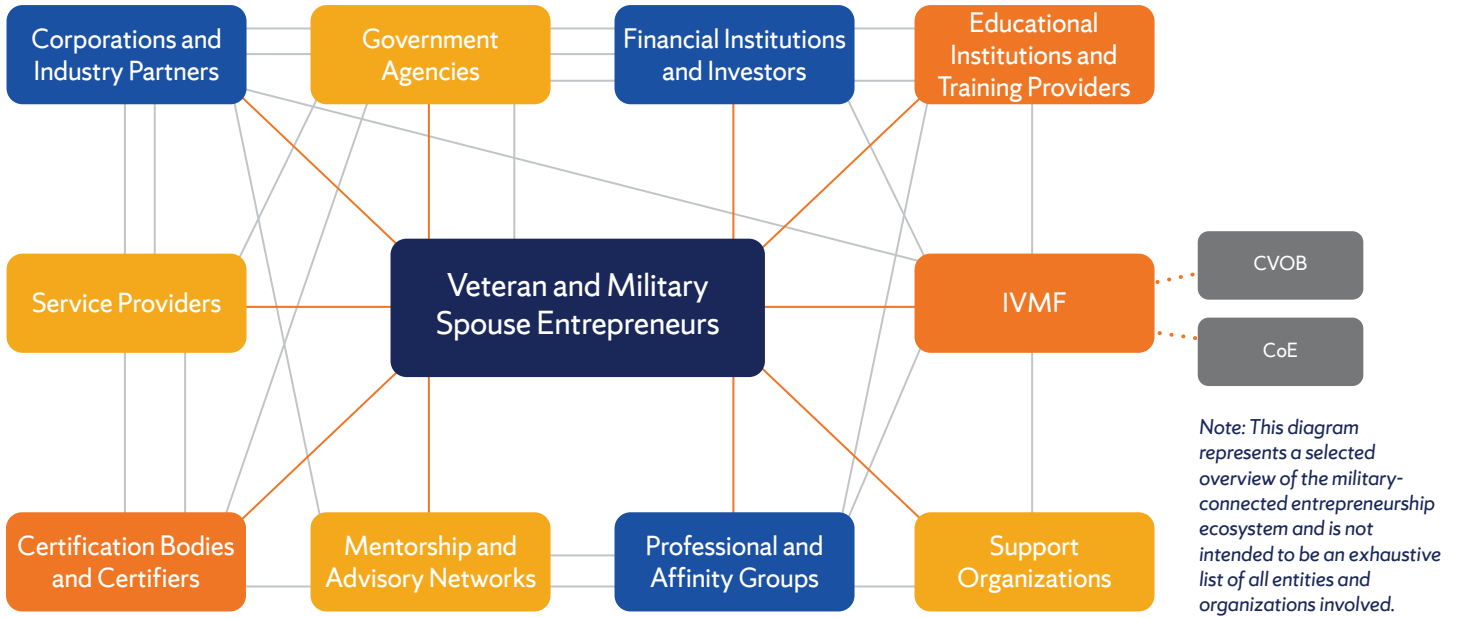 Corporations and
Industry Partners
Government
Agencies
Financial Institutions
and Investors
Educational
Institutions and
Training Providers
Service Providers
Veteran and Military
Spouse Entrepreneurs
IVMF
CVOB
CoE
Certification Bodies
and Certifiers
Mentorship and
Advisory Networks
Professional and
Affinity Groups
Support
Organizations
Note: This diagram
represents a selected
overview of the military-
connected entrepreneurship
ecosystem and is not
intended to be an exhaustive
list of all entities and
organizations involved.